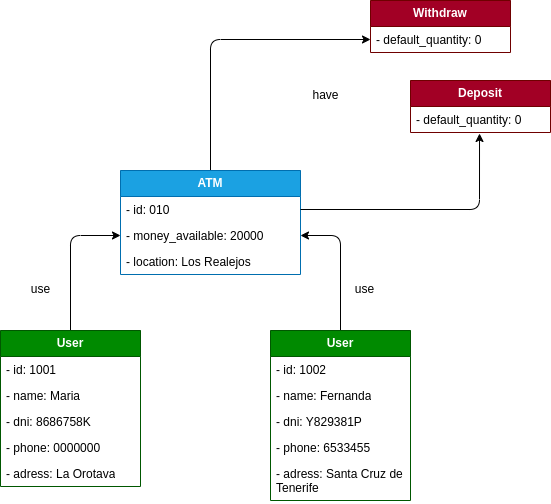 Withdraw
- default_quantity: 0
have
Deposit
- default_quantity: 0
ATM
- id: 010
- money_available: 20000
- location: Los Realejos
use
use
User
- id: 1001
- name: Maria
- dni: 8686758K
- phone: 0000000
- adress: La Orotava
User
- id: 1002
- name: Fernanda
- dni: Y829381P
- phone: 6533455
- adress: Santa Cruz de
Tenerife